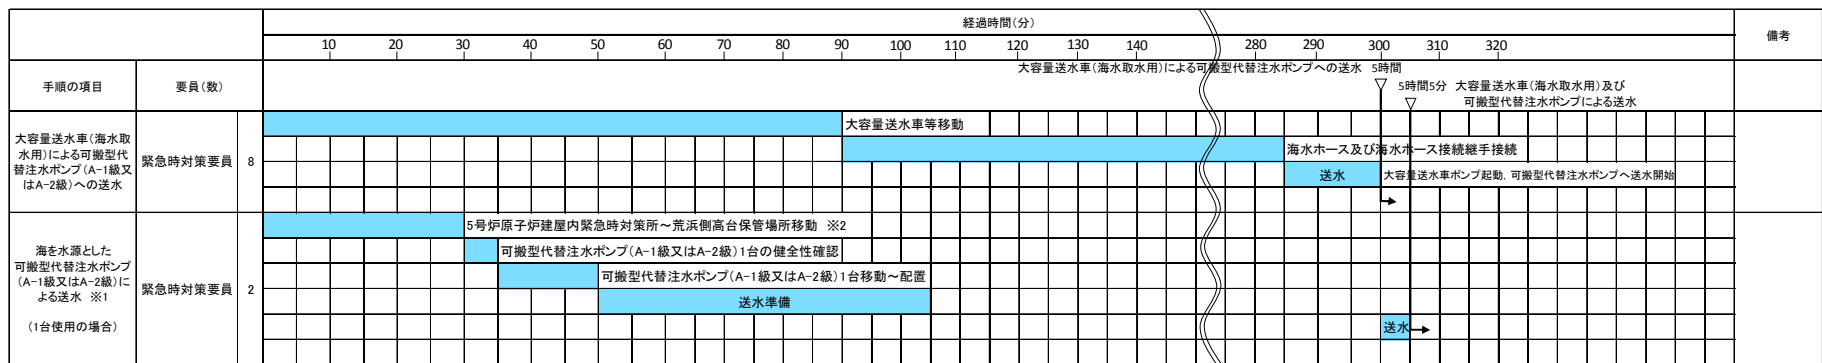 経過時間(分)
備考
10 20 30 40 50 60 70 80 90 100 110 120 130 140 280 290 300 310 320
手順の項目
要員(数)
大容量送水車(海水取水用)による可搬型代替注水ポンプへの送水 5時間
5時間5分 大容量送水車(海水取水用)及び
可搬型代替注水ポンプによる送水
大容量送水車(海水取
水用)による可搬型代
替注水ポンプ(A-1級又
はA-2級)への送水
緊急時対策要員 8
大容量送水車等移動
海水ホース及び海水ホース接続継手接続
送水
大容量送水車ポンプ起動，可搬型代替注水ポンプへ送水開始
海を水源とした
可搬型代替注水ポンプ
(A-1級又はA-2級)に
よる送水 ※1
(1台使用の場合)
緊急時対策要員 2
5号炉原子炉建屋内緊急時対策所～荒浜側高台保管場所移動 ※2
可搬型代替注水ポンプ(A-1級又はA-2級)1台の健全性確認
可搬型代替注水ポンプ(A-1級又はA-2級)1台移動～配置
送水準備
送水